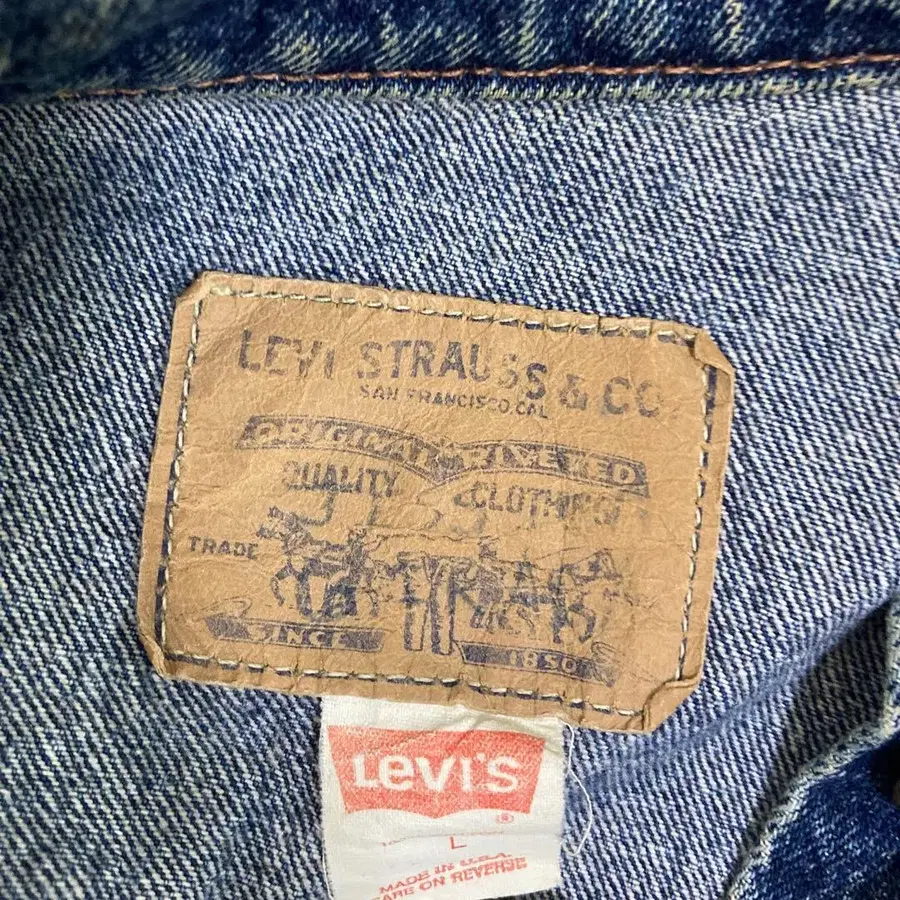 LEVI STRAUSS & CO
SAN FRANCISCO CAL
ORIGINAL RIVETED
QUALITY CLOTHING
TRADE
SINCE 1850
LEVI'S
®
L
MADE IN U.S.A.
CARE ON REVERSE